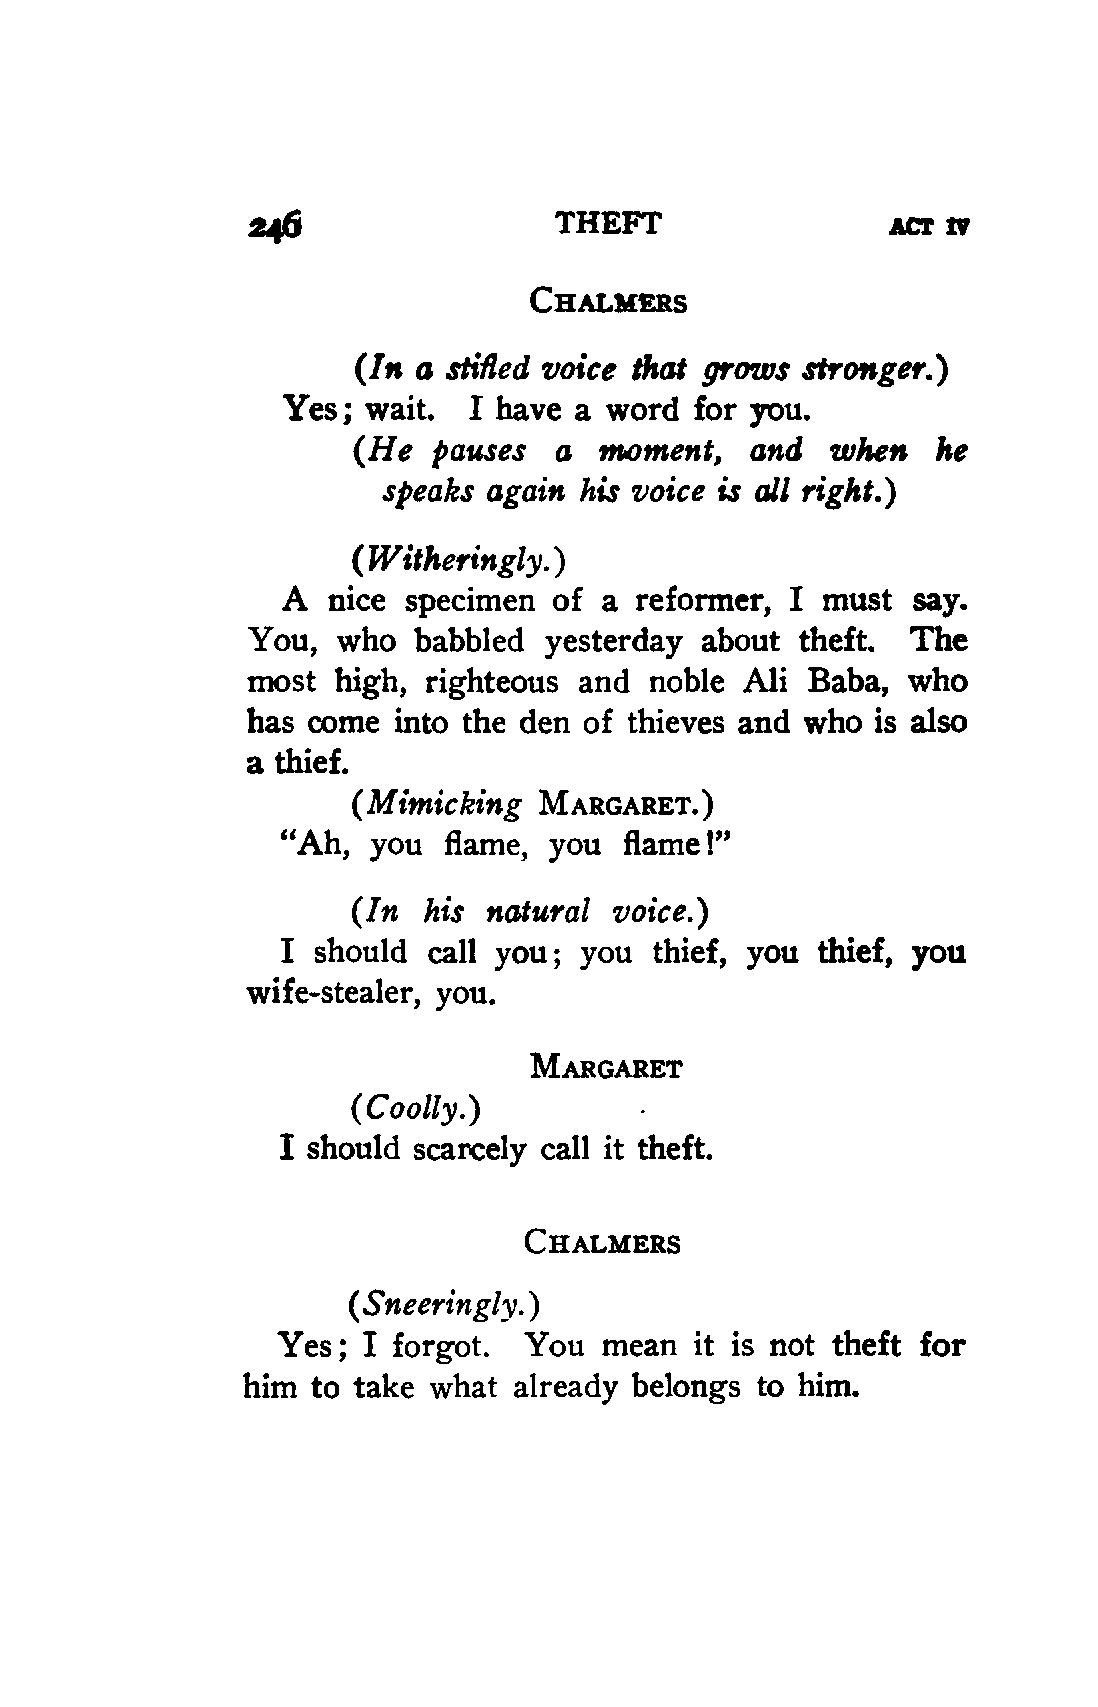 246 THEFT ACT IV
CHALMERS
(In a stifled voice that grows stronger.)
Yes; wait. I have a word for you.
(He pauses a moment, and when he
speaks again his voice is all right.)
(Witheringly.)
A nice specimen of a reformer, I must say.
You, who babbled yesterday about theft. The
most high, righteous and noble Ali Baba, who
has come into the den of thieves and who is also
a thief.
(Mimicking MARGARET.)
"Ah, you flame, you flame!"
(In his natural voice.)
I should call you; you thief, you thief, you
wife-stealer, you.
MARGARET
(Coolly.)
I should scarcely call it theft.
CHALMERS
(Sneeringly.)
Yes; I forgot. You mean it is not theft for
him to take what already belongs to him.